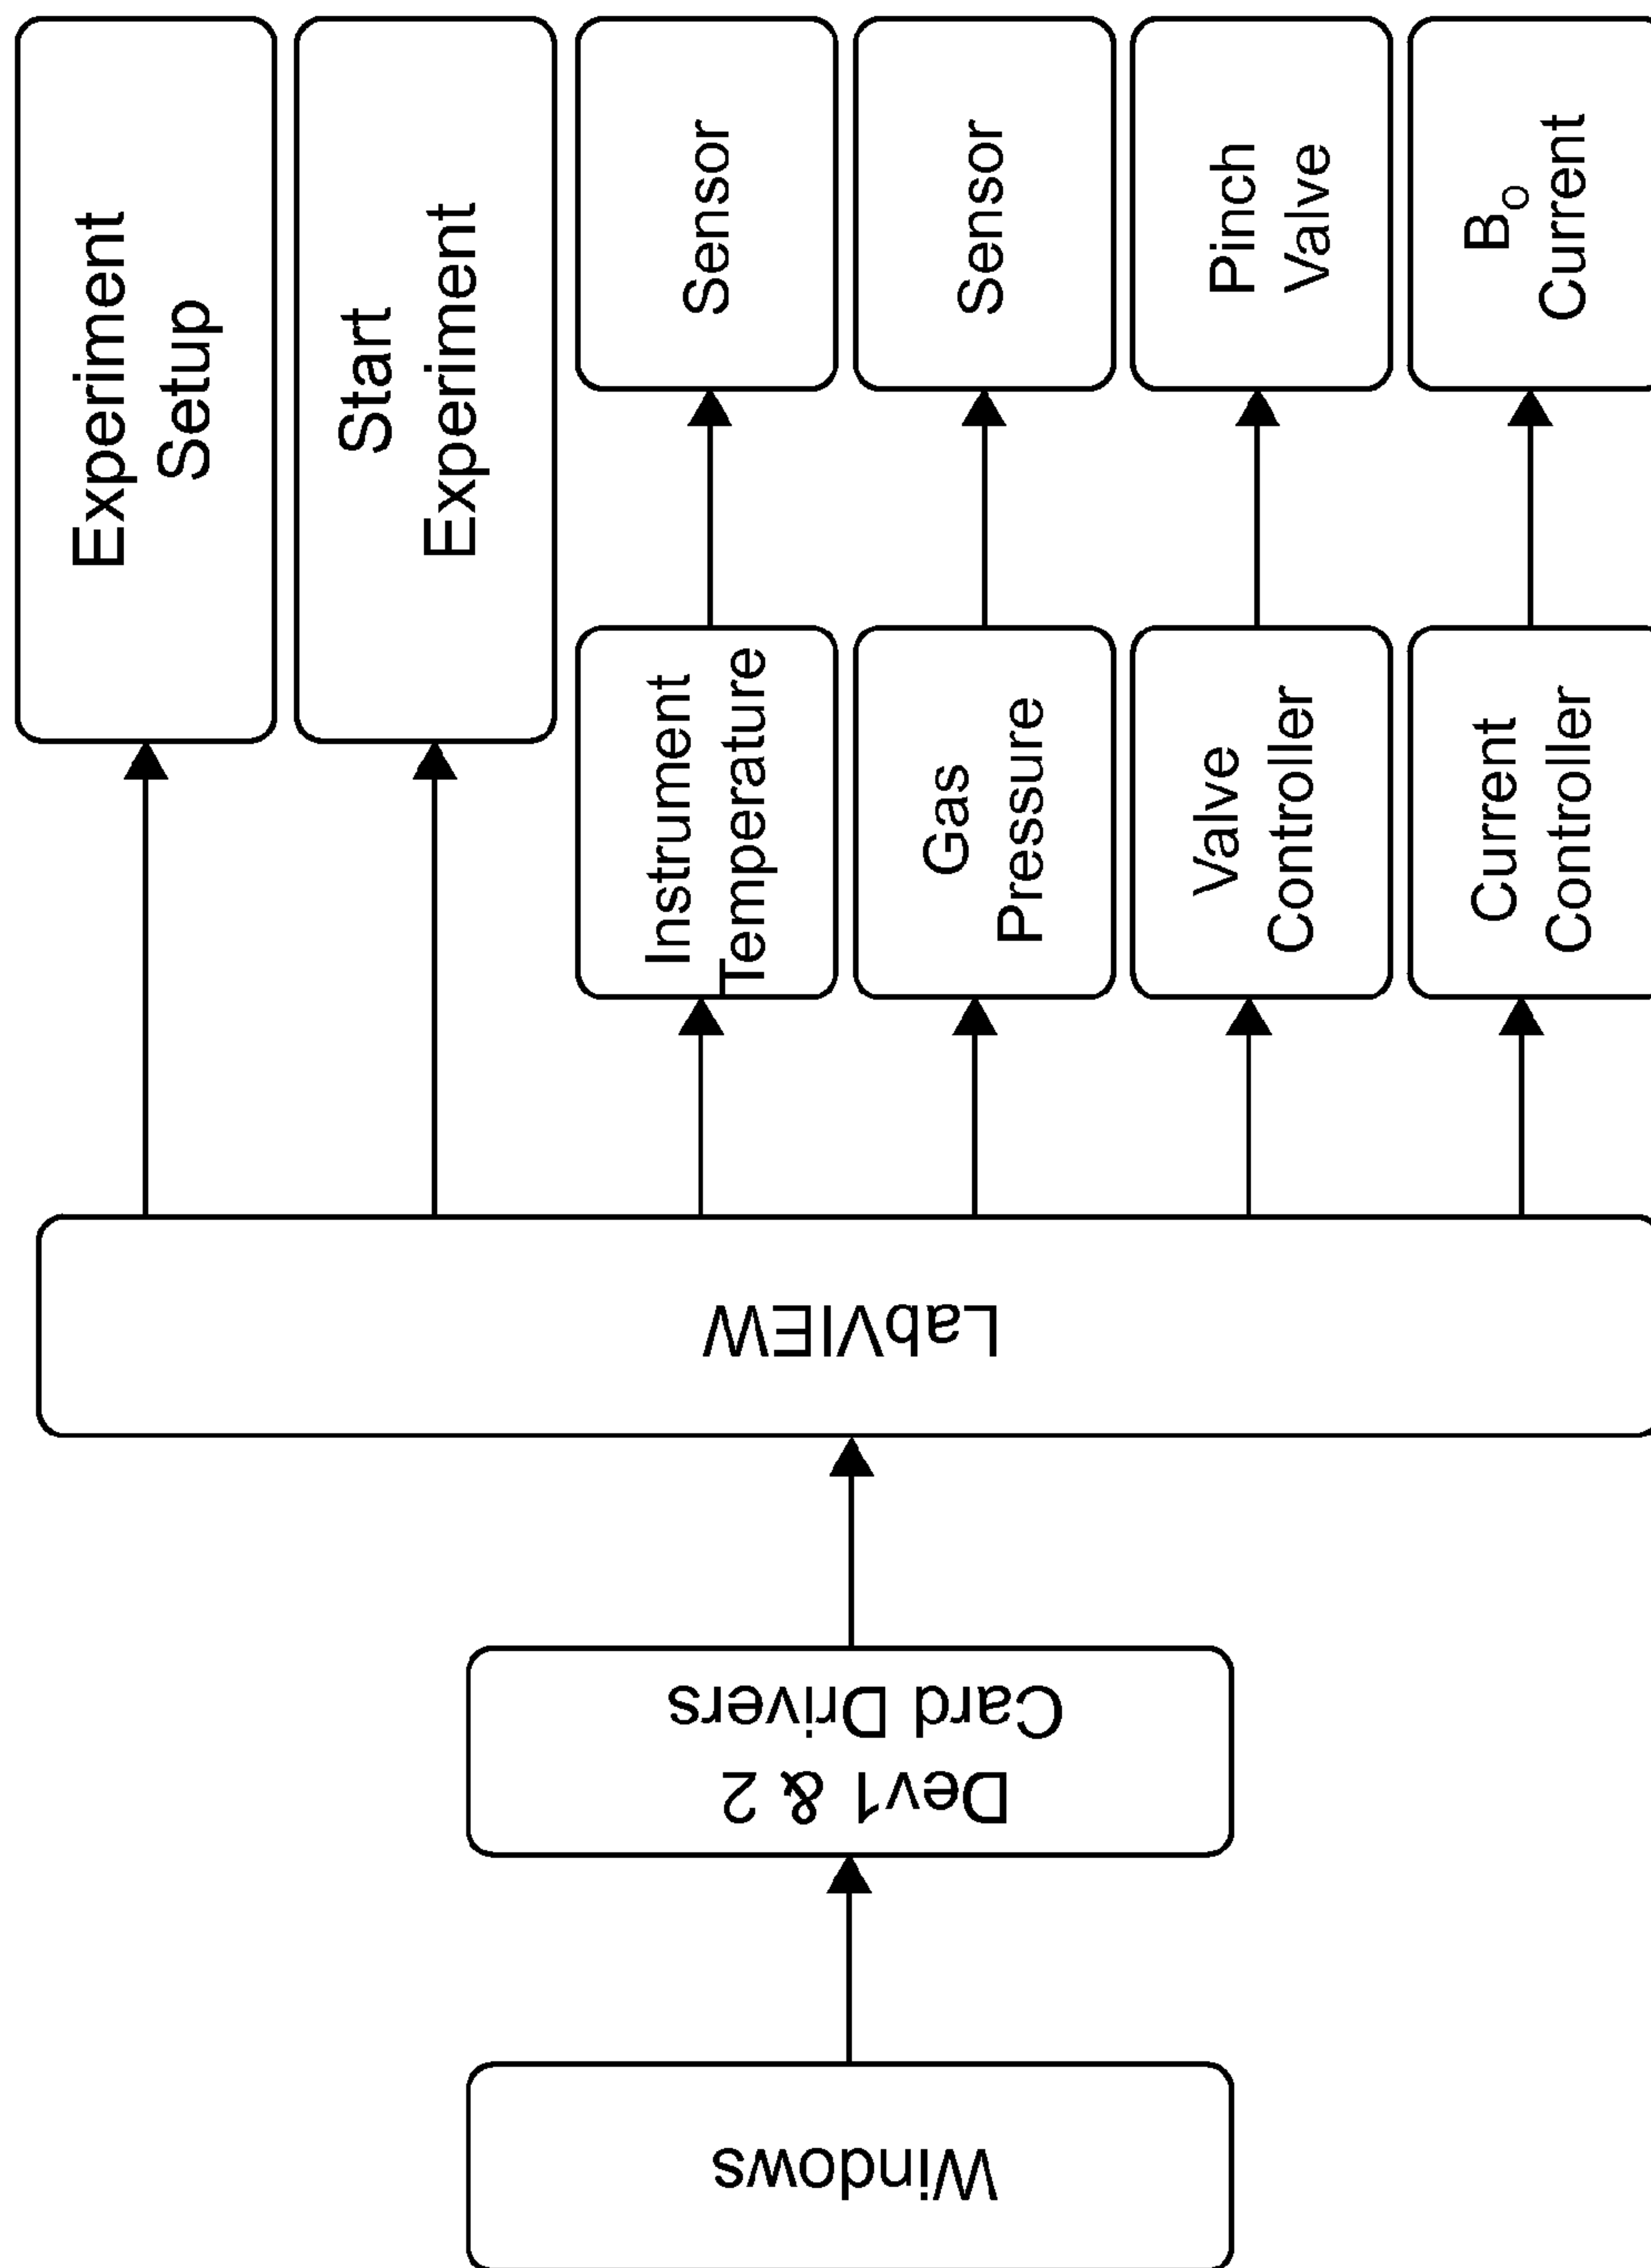 Experiment
Setup
Start
Experiment
Sensor
Sensor
Pinch
Valve
B₀
Current
Instrument
Temperature
Gas
Pressure
Valve
Controller
Current
Controller
LabVIEW
Dev1 & 2
Card Drivers
Windows